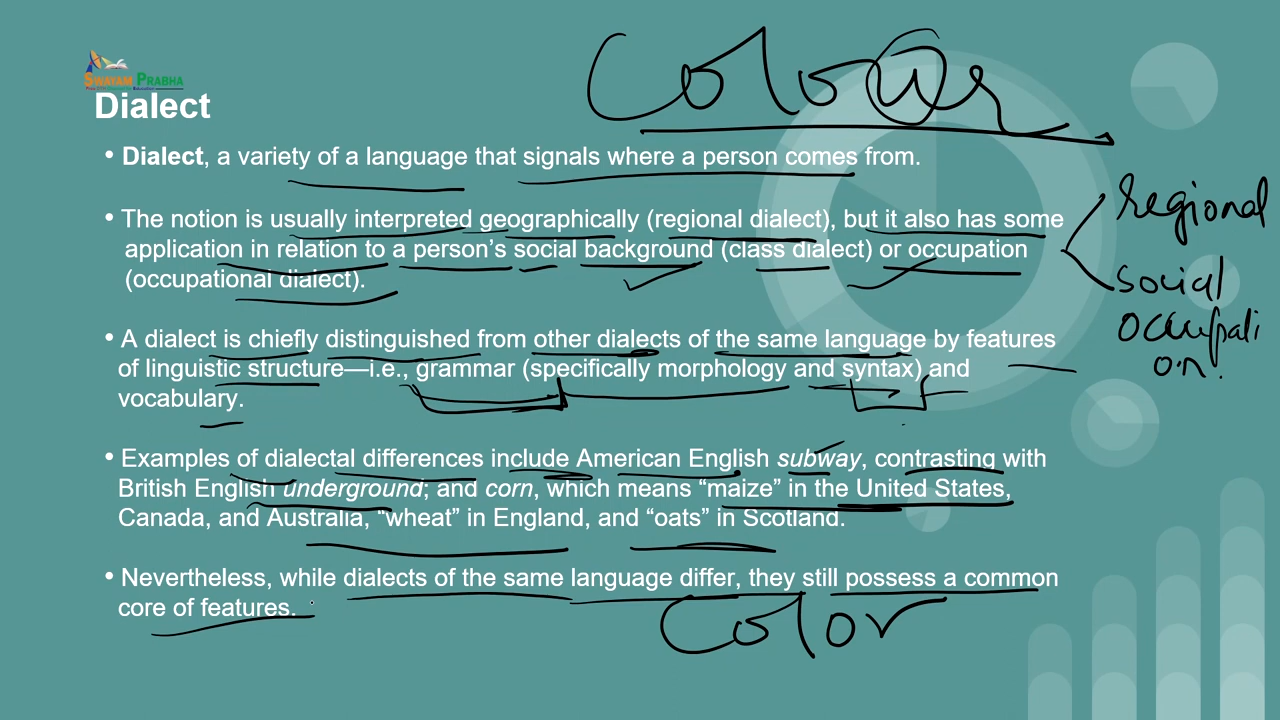 Colour
SWAYAM PRABHA
Dialect
• Dialect, a variety of a language that signals where a person comes from.
• The notion is usually interpreted geographically (regional dialect), but it also has some
application in relation to a person's social background (class dialect) or occupation
(occupational dialect).
regional
social
occupati
on.
• A dialect is chiefly distinguished from other dialects of the same language by features
of linguistic structure—i.e., grammar (specifically morphology and syntax) and
vocabulary.
• Examples of dialectal differences include American English subway, contrasting with
British English underground; and corn, which means “maize” in the United States,
Canada, and Australia, “wheat” in England, and “oats” in Scotland.
• Nevertheless, while dialects of the same language differ, they still possess a common
core of features.
Color